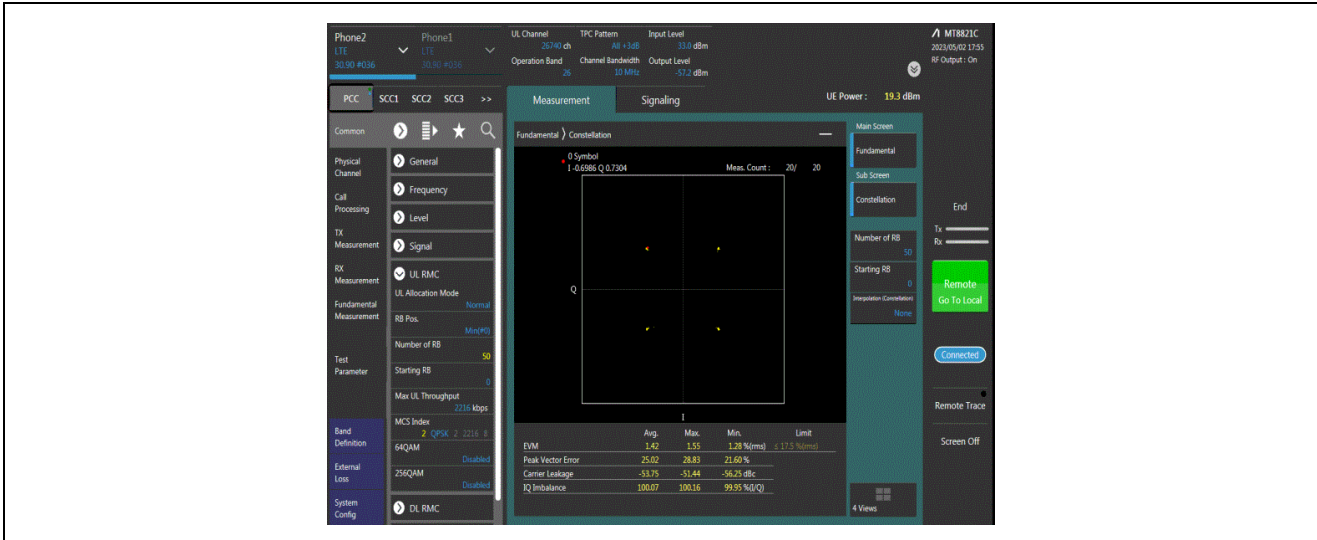 Phone2
LTE
30.90 #036
Phone1
LTE
30.90 #036
UL Channel
26740 ch
TPC Pattern
All +3dB
Input Level
33.0 dBm
Operation Band
26
Channel Bandwidth
10 MHz
Output Level
-57.2 dBm
MT8821C
2023/05/02 17:55
RF Output : On
PCC SCC1 SCC2 SCC3 >>
Measurement Signaling
UE Power : 19.3 dBm
Common
Physical
Channel
Call
Processing
TX
Measurement
RX
Measurement
Fundamental
Measurement
Test
Parameter
Band
Definition
External
Loss
System
Config
General
Frequency
Level
Signal
UL RMC
UL Allocation Mode
Normal
RB Pos.
Min(#0)
Number of RB
50
Starting RB
0
Max UL Throughput
2216 kbps
MCS Index
2 QPSK 2 2216 8
64QAM
Disabled
256QAM
Disabled
DL RMC
Fundamental 〉 Constellation
0 Symbol
I -0.6986 Q 0.7304
Meas. Count : 20/ 20
Q
I
Avg. Max. Min. Limit
EVM 1.42 1.55 1.28 %(rms) ≤ 17.5 %(rms)
Peak Vector Error 25.02 28.83 21.60 %
Carrier Leakage -53.75 -51.44 -56.25 dBc
IQ Imbalance 100.07 100.16 99.95 %(I/Q)
Main Screen
Fundamental
Sub Screen
Constellation
Number of RB
50
Starting RB
0
Interpolation (Constellation)
None
4 Views
End
Tx
Rx
Remote
Go To Local
Connected
Remote Trace
Screen Off